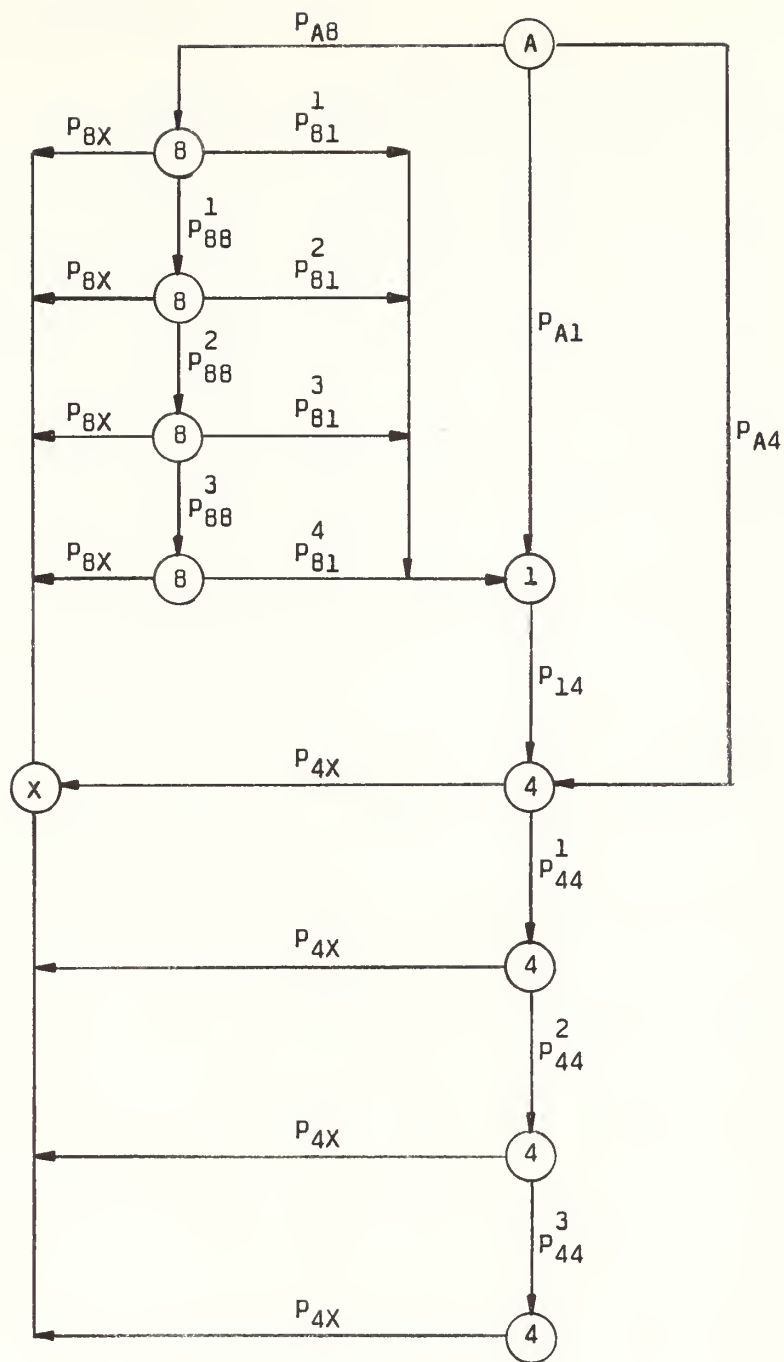 P_A8 A
P_8X 8 P^1_81
P^1_88
P_8X 8 P^2_81
P^2_88
P_A1
P_8X 8 P^3_81
P_A4
P^3_88
P_8X 8 P^4_81 1
P_14
X P_4X 4
P^1_44
P_4X 4
P^2_44
P_4X 4
P^3_44
P_4X 4